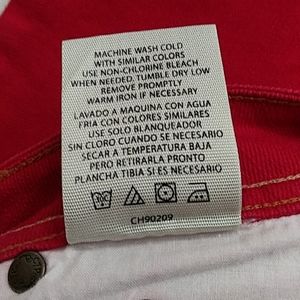 MACHINE WASH COLD
WITH SIMILAR COLORS
USE NON-CHLORINE BLEACH
WHEN NEEDED. TUMBLE DRY LOW
REMOVE PROMPTLY
WARM IRON IF NECESSARY
LAVADO A MAQUINA CON AGUA
FRIA CON COLORES SIMILARES
USE SOLO BLANQUEADOR
SIN CLORO CUANDO SE NECESARIO
SECAR A TEMPERATURA BAJA
PERO RETIRARLA PRONTO
PLANCHA TIBIA SI ES NECESARIO
CH90209